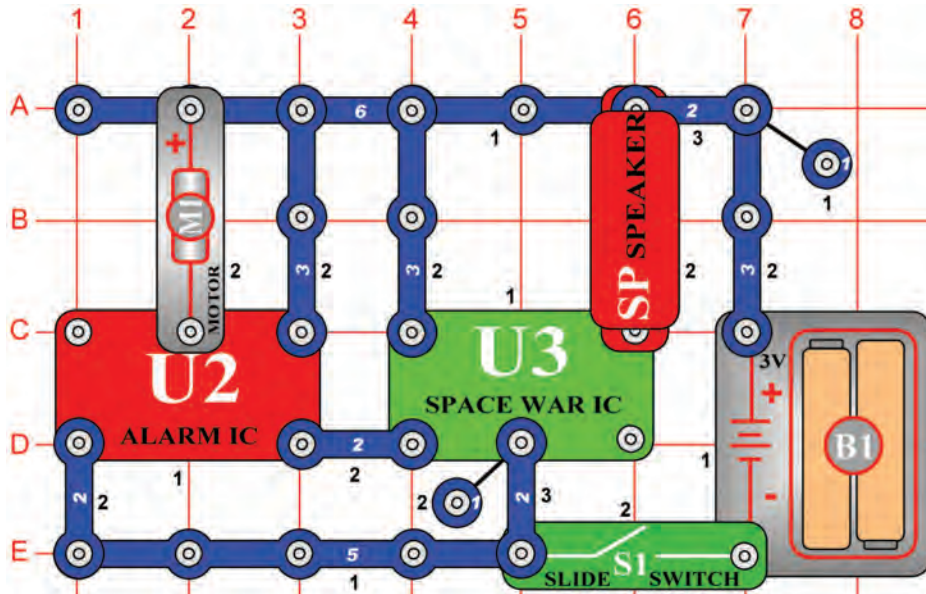 1 2 3 4 5 6 7 8
A 6 2
1 3
+ 1
1
SPEAKER
M1
B
MOTOR 2 3 2 3 2 2 3 2
1
SP
C
U2 U3 3V
+
SPACE WAR IC
ALARM IC
D 2 B1
1 2 1
-
2 2 2 1 2 3
2
E 5 S1
1 SLIDE SWITCH